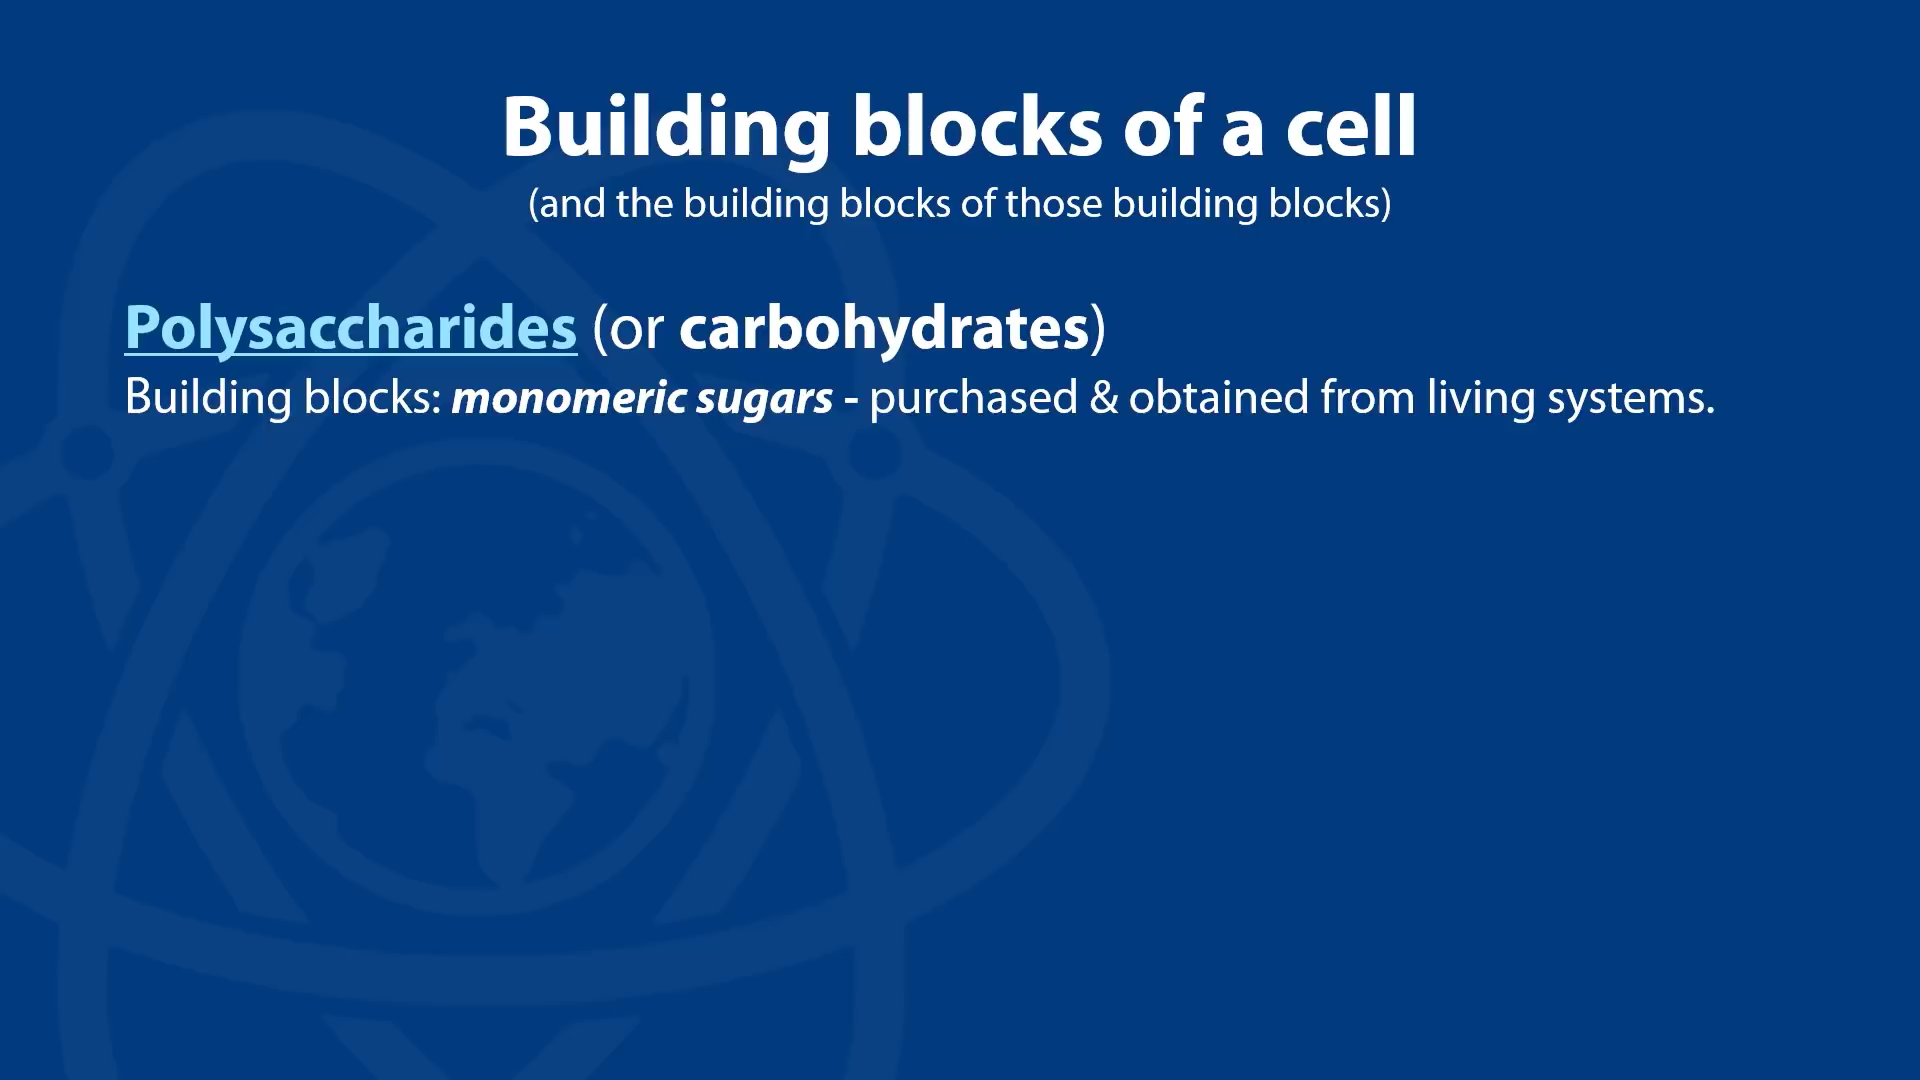 Building blocks of a cell
(and the building blocks of those building blocks)
Polysaccharides (or carbohydrates)
Building blocks: monomeric sugars - purchased & obtained from living systems.